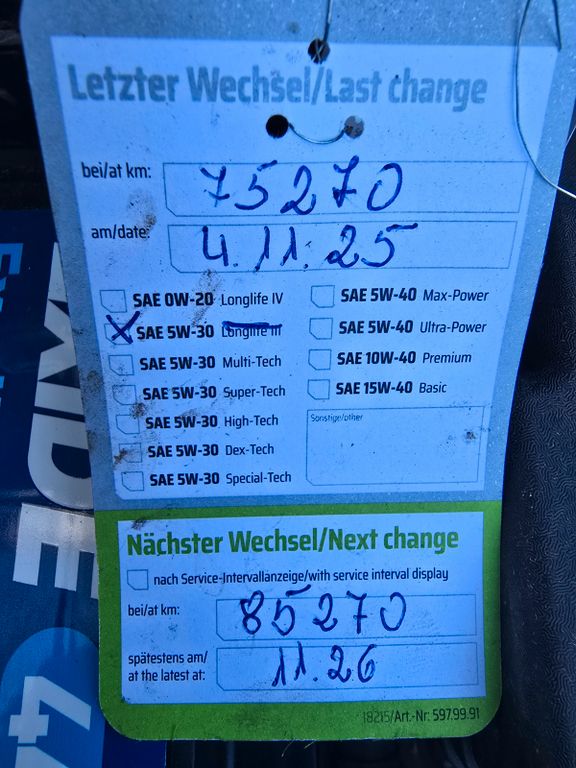 Letzter Wechsel/Last change
bei/at km: 75270
am/date: 4.11.25
SAE 0W-20 Longlife IV
SAE 5W-40 Max-Power
X SAE 5W-30 Longlife III
SAE 5W-40 Ultra-Power
SAE 5W-30 Multi-Tech
SAE 10W-40 Premium
SAE 5W-30 Super-Tech
SAE 15W-40 Basic
SAE 5W-30 High-Tech
Sonstige/other
SAE 5W-30 Dex-Tech
SAE 5W-30 Special-Tech
Nächster Wechsel/Next change
nach Service-Intervallanzeige/with service interval display
bei/at km: 85270
spätestens am/
at the latest at: 11.26
18215/Art.-Nr: 597.99.91